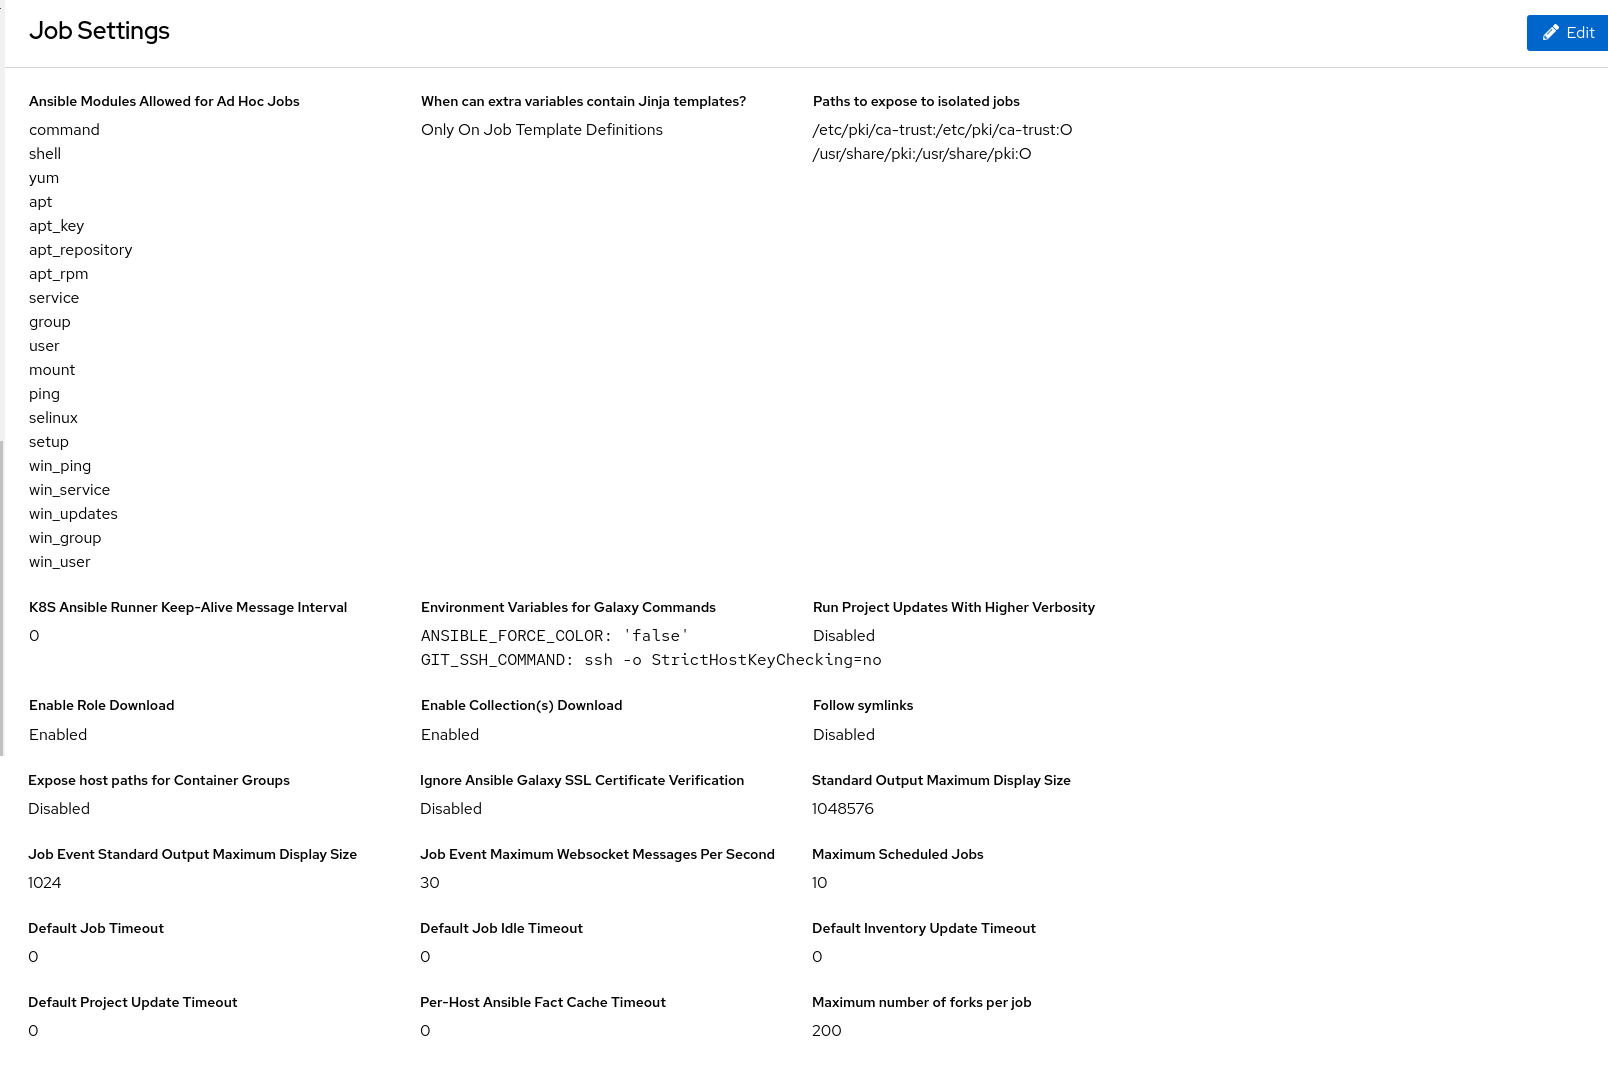 Job Settings
Edit
Ansible Modules Allowed for Ad Hoc Jobs
command
shell
yum
apt
apt_key
apt_repository
apt_rpm
service
group
user
mount
ping
selinux
setup
win_ping
win_service
win_updates
win_group
win_user
When can extra variables contain Jinja templates?
Only On Job Template Definitions
Paths to expose to isolated jobs
/etc/pki/ca-trust:/etc/pki/ca-trust:O
/usr/share/pki:/usr/share/pki:O
K8S Ansible Runner Keep-Alive Message Interval
0
Environment Variables for Galaxy Commands
ANSIBLE_FORCE_COLOR: 'false'
GIT_SSH_COMMAND: ssh -o StrictHostKeyChecking=no
Run Project Updates With Higher Verbosity
Disabled
Enable Role Download
Enabled
Enable Collection(s) Download
Enabled
Follow symlinks
Disabled
Expose host paths for Container Groups
Disabled
Ignore Ansible Galaxy SSL Certificate Verification
Disabled
Standard Output Maximum Display Size
1048576
Job Event Standard Output Maximum Display Size
1024
Job Event Maximum Websocket Messages Per Second
30
Maximum Scheduled Jobs
10
Default Job Timeout
0
Default Job Idle Timeout
0
Default Inventory Update Timeout
0
Default Project Update Timeout
0
Per-Host Ansible Fact Cache Timeout
0
Maximum number of forks per job
200